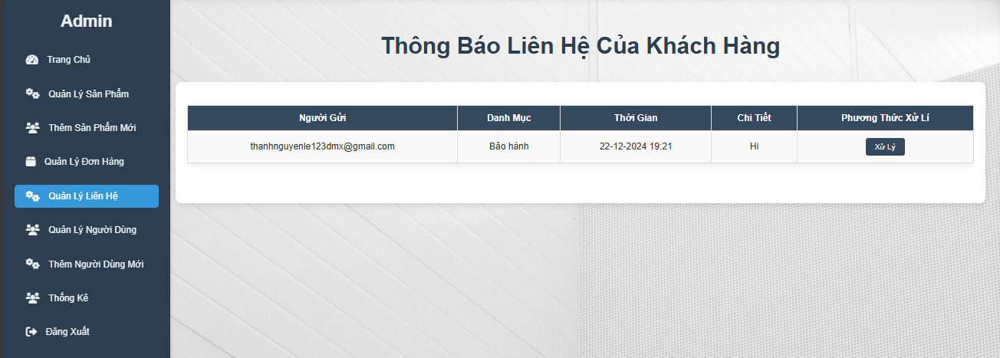 Admin
Trang Chủ
Quản Lý Sản Phẩm
Thêm Sản Phẩm Mới
Quản Lý Đơn Hàng
Quản Lý Liên Hệ
Quản Lý Người Dùng
Thêm Người Dùng Mới
Thống Kê
Đăng Xuất
Thông Báo Liên Hệ Của Khách Hàng
Người Gửi Danh Mục Thời Gian Chi Tiết Phương Thức Xử Lí
thanhnguyenle123dmx@gmail.com Bảo hành 22-12-2024 19:21 Hi Xử Lý